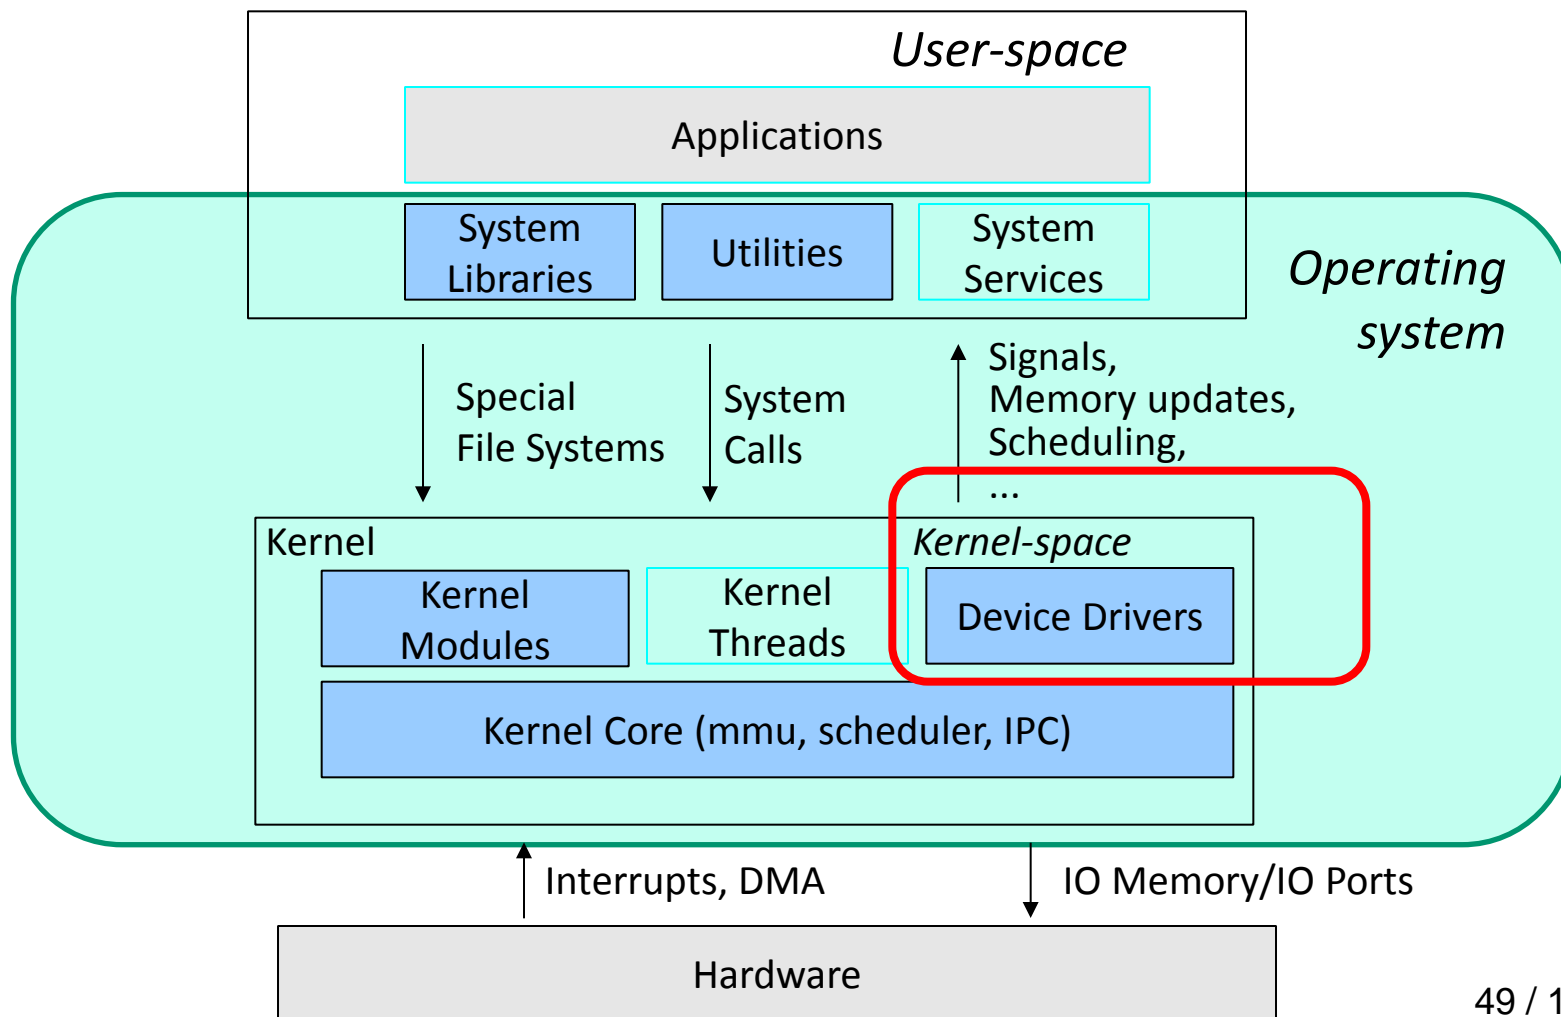 User-space
Applications
System
Libraries
Utilities
System
Services
Operating
system
Special
File Systems
System
Calls
Signals,
Memory updates,
Scheduling,
...
Kernel
Kernel-space
Kernel
Modules
Kernel
Threads
Device Drivers
Kernel Core (mmu, scheduler, IPC)
Interrupts, DMA
IO Memory/IO Ports
Hardware
49 / 1